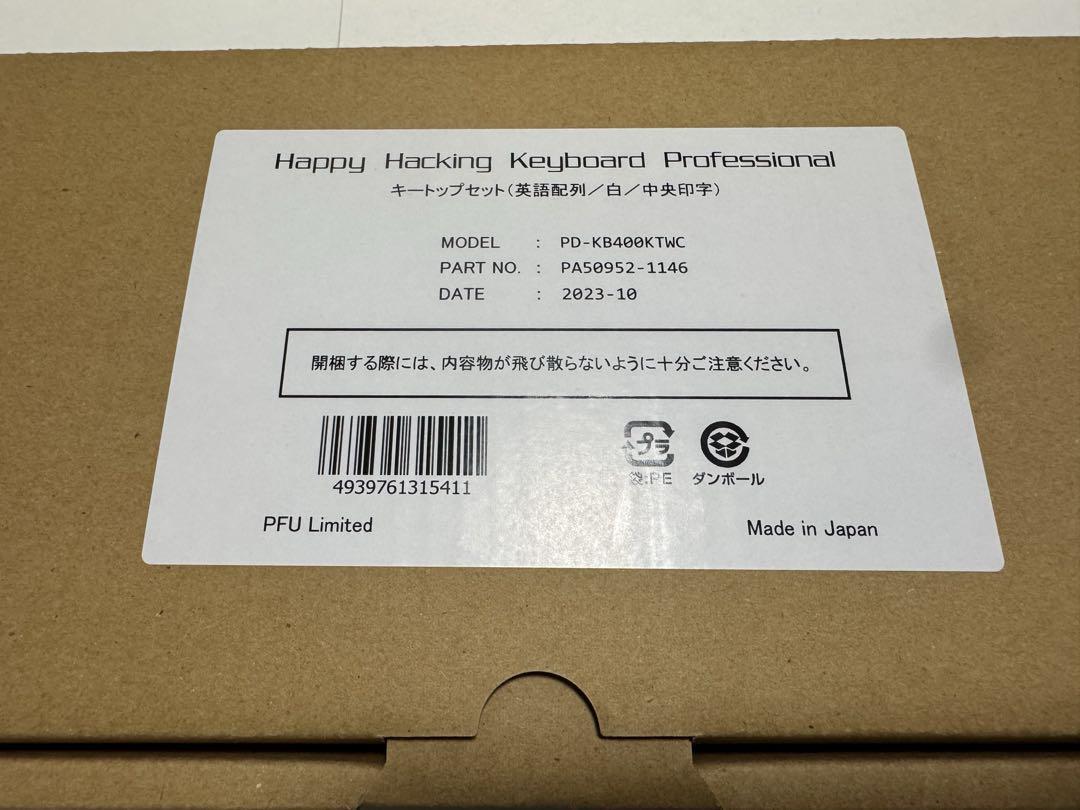 Happy Hacking Keyboard Professional
キートップセット(英語配列/白/中央印字)
MODEL : PD-KB400KTWC
PART NO. : PA50952-1146
DATE : 2023-10
開梱する際には、内容物が飛び散らないように十分ご注意ください。
プラ
袋:PE ダンボール
4939761315411
PFU Limited
Made in Japan